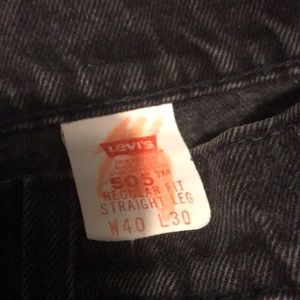 Levi's
505™
REGULAR FIT
STRAIGHT LEG
W40 L30